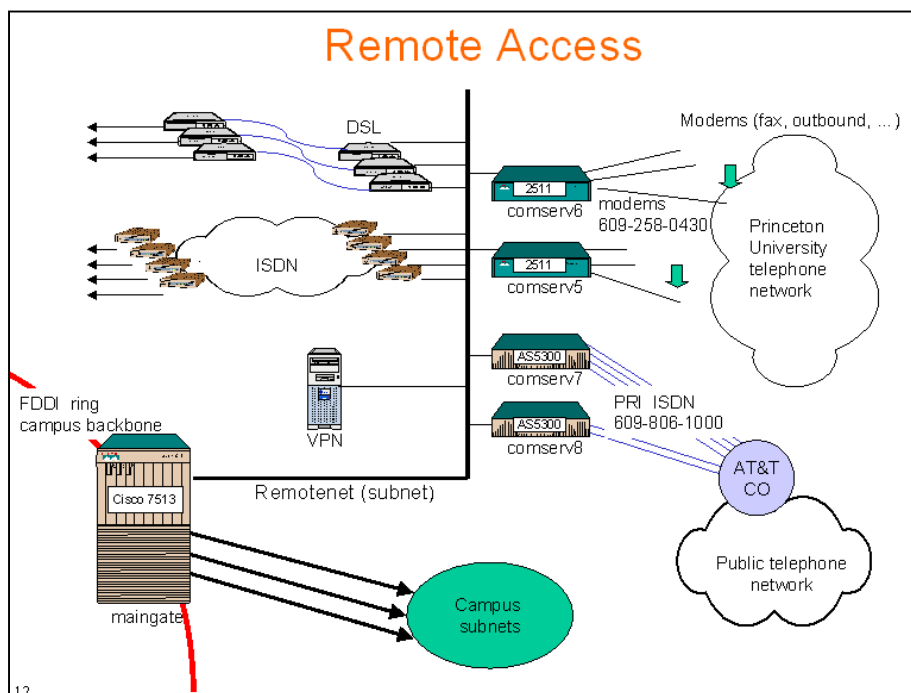 Remote Access
DSL
Modems (fax, outbound, ... )
2511
comserv6
modems
609-258-0430
Princeton
University
telephone
network
ISDN
2511
comserv5
AS5300
comserv7
FDDI ring
campus backbone
VPN
AS5300
comserv8
PRI ISDN
609-806-1000
AT&T
CO
Remotenet (subnet)
Cisco 7513
Public telephone
network
maingate
Campus
subnets
12